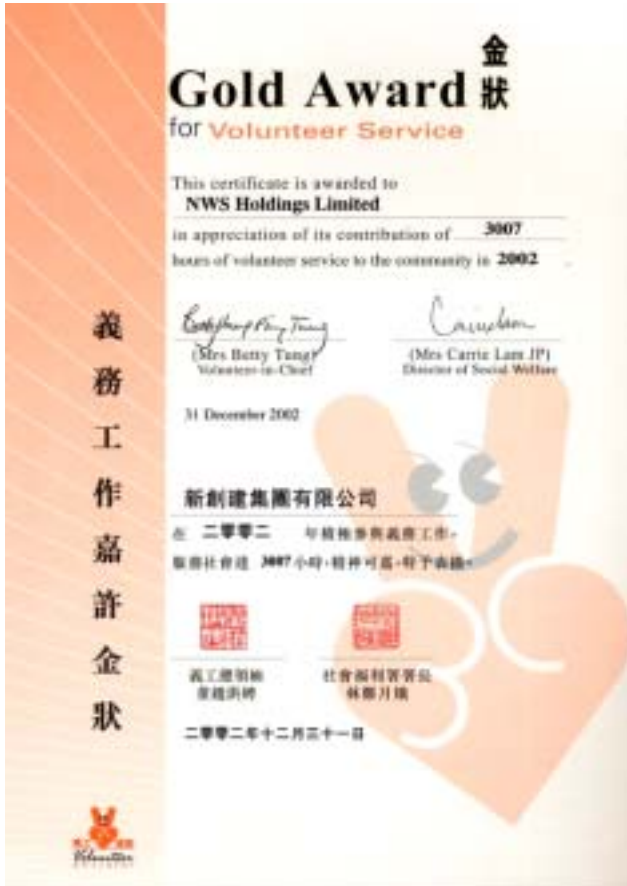 金狀
Gold Award
for Volunteer Service
This certificate is awarded to
NWS Holdings Limited
in appreciation of its contribution of 3007
hours of volunteer service to the community in 2002
(Mrs Betty Tung)
Volunteer-in-Chief
(Mrs Carrie Lam JP)
Director of Social Welfare
31 December 2002
義務工作嘉許金狀
新創建集團有限公司
在 二零零二 年積極參與義務工作，
服務社會達 3007 小時，精神可嘉，特予表揚。
義工總領袖
董趙洪娉
社會福利署署長
林鄭月娥
二零零二年十二月三十一日
Volunteer